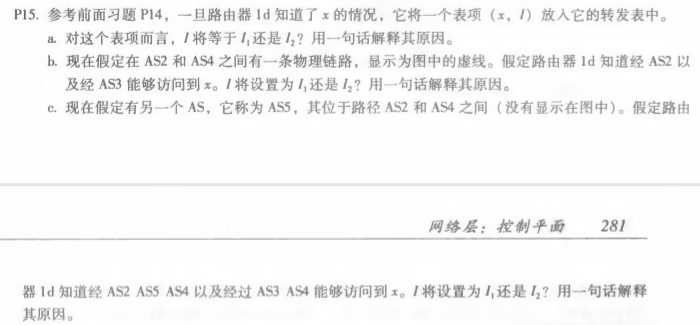 P15. 参考前面习题 P14，一旦路由器 1d 知道了 x 的情况，它将一个表项（x，I）放入它的转发表中。
a. 对这个表项而言，I 将等于 I₁ 还是 I₂？用一句话解释其原因。
b. 现在假定在 AS2 和 AS4 之间有一条物理链路，显示为图中的虚线。假定路由器 1d 知道经 AS2 以
及经 AS3 能够访问到 x。I 将设置为 I₁ 还是 I₂？用一句话解释其原因。
c. 现在假定有另一个 AS，它称为 AS5，其位于路径 AS2 和 AS4 之间（没有显示在图中）。假定路由
网络层：控制平面 281
器 1d 知道经 AS2 AS5 AS4 以及经过 AS3 AS4 能够访问到 x。I 将设置为 I₁ 还是 I₂？用一句话解释
其原因。